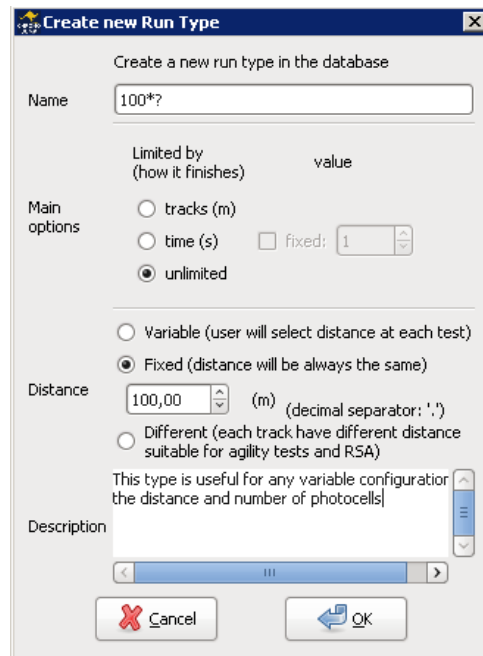 Create new Run Type
Create a new run type in the database
Name
100*?
Limited by
(how it finishes)
value
Main
options
tracks (m)
time (s)
fixed:
1
unlimited
Variable (user will select distance at each test)
Fixed (distance will be always the same)
Distance
100,00
(m)
(decimal separator: '.')
Different (each track have different distance
suitable for agility tests and RSA)
Description
This type is useful for any variable configuration
the distance and number of photocells
Cancel
OK